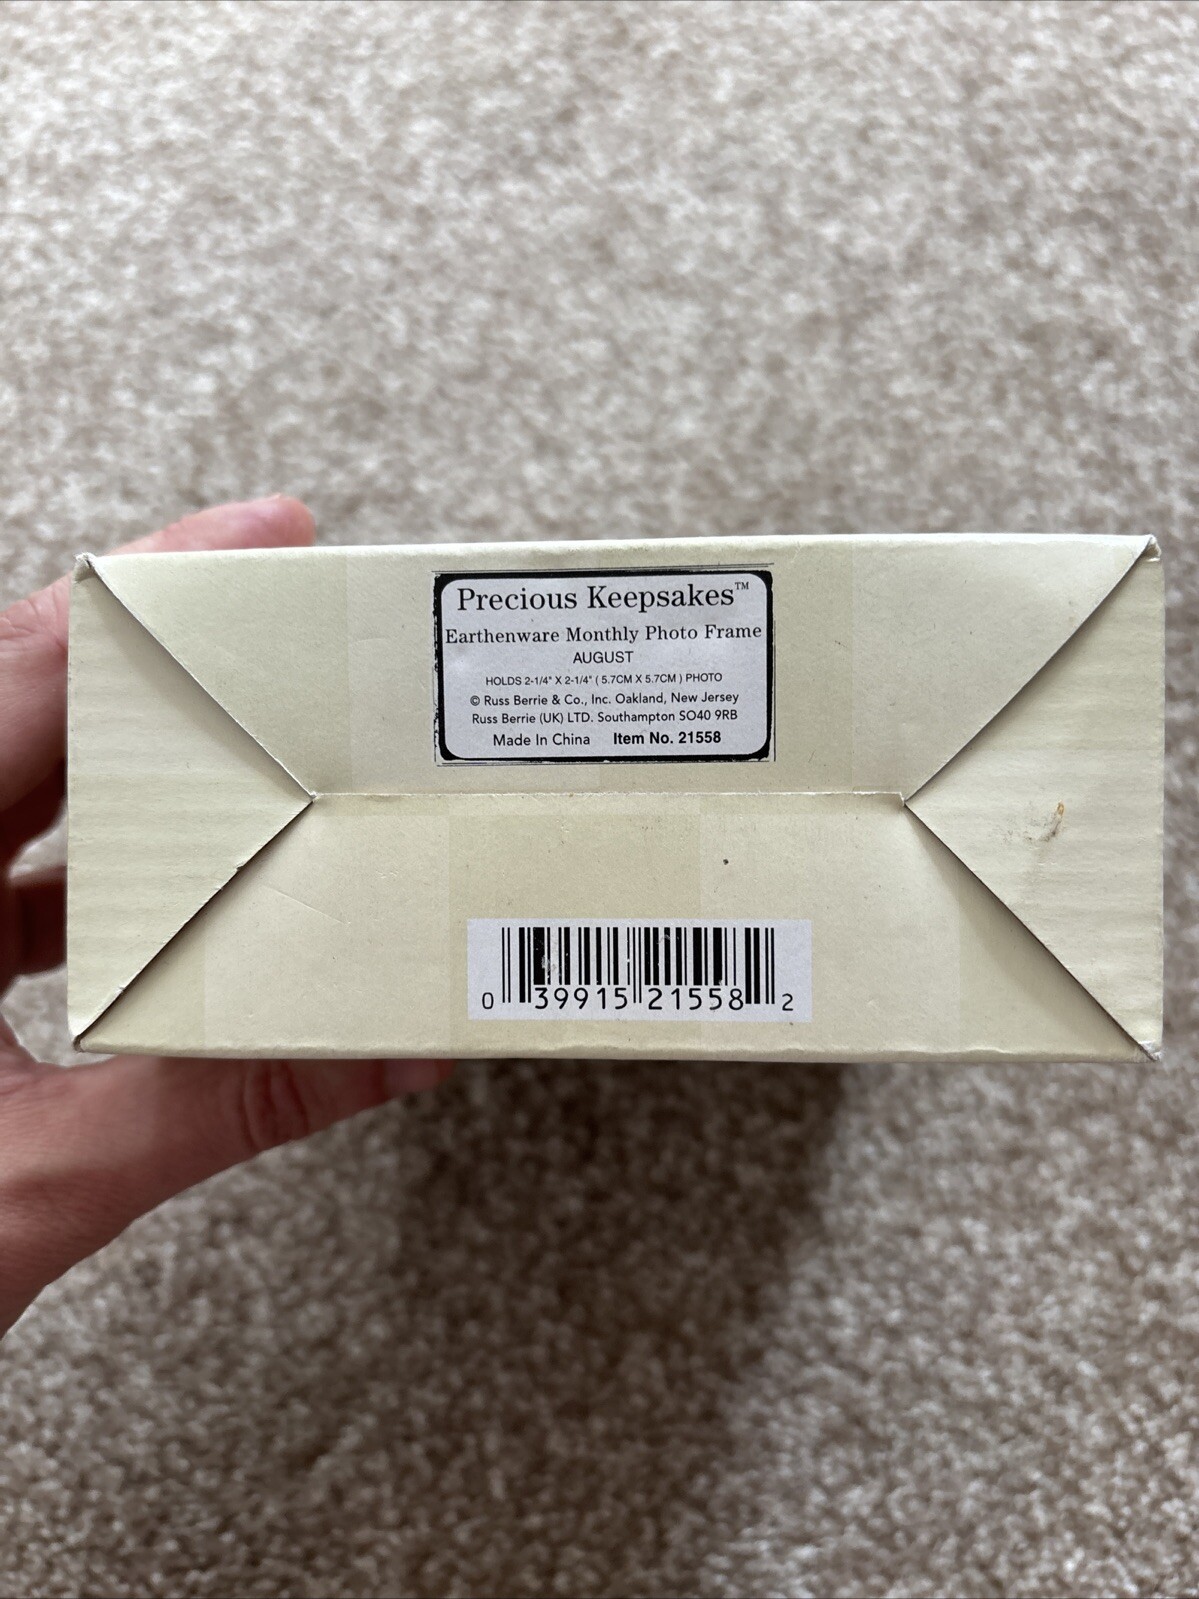 Precious Keepsakes™
Earthenware Monthly Photo Frame
AUGUST
HOLDS 2-1/4" X 2-1/4" ( 5.7CM X 5.7CM ) PHOTO
© Russ Berrie & Co., Inc. Oakland, New Jersey
Russ Berrie (UK) LTD. Southampton SO40 9RB
Made In China Item No. 21558
0 39915 21558 2